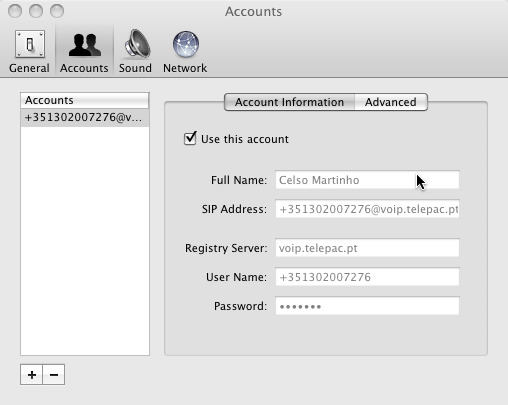 Accounts
General Accounts Sound Network
Accounts
+351302007276@v...
Account Information Advanced
Use this account
Full Name: Celso Martinho
SIP Address: +351302007276@voip.telepac.pt
Registry Server: voip.telepac.pt
User Name: +351302007276
Password: •••••••
+ −